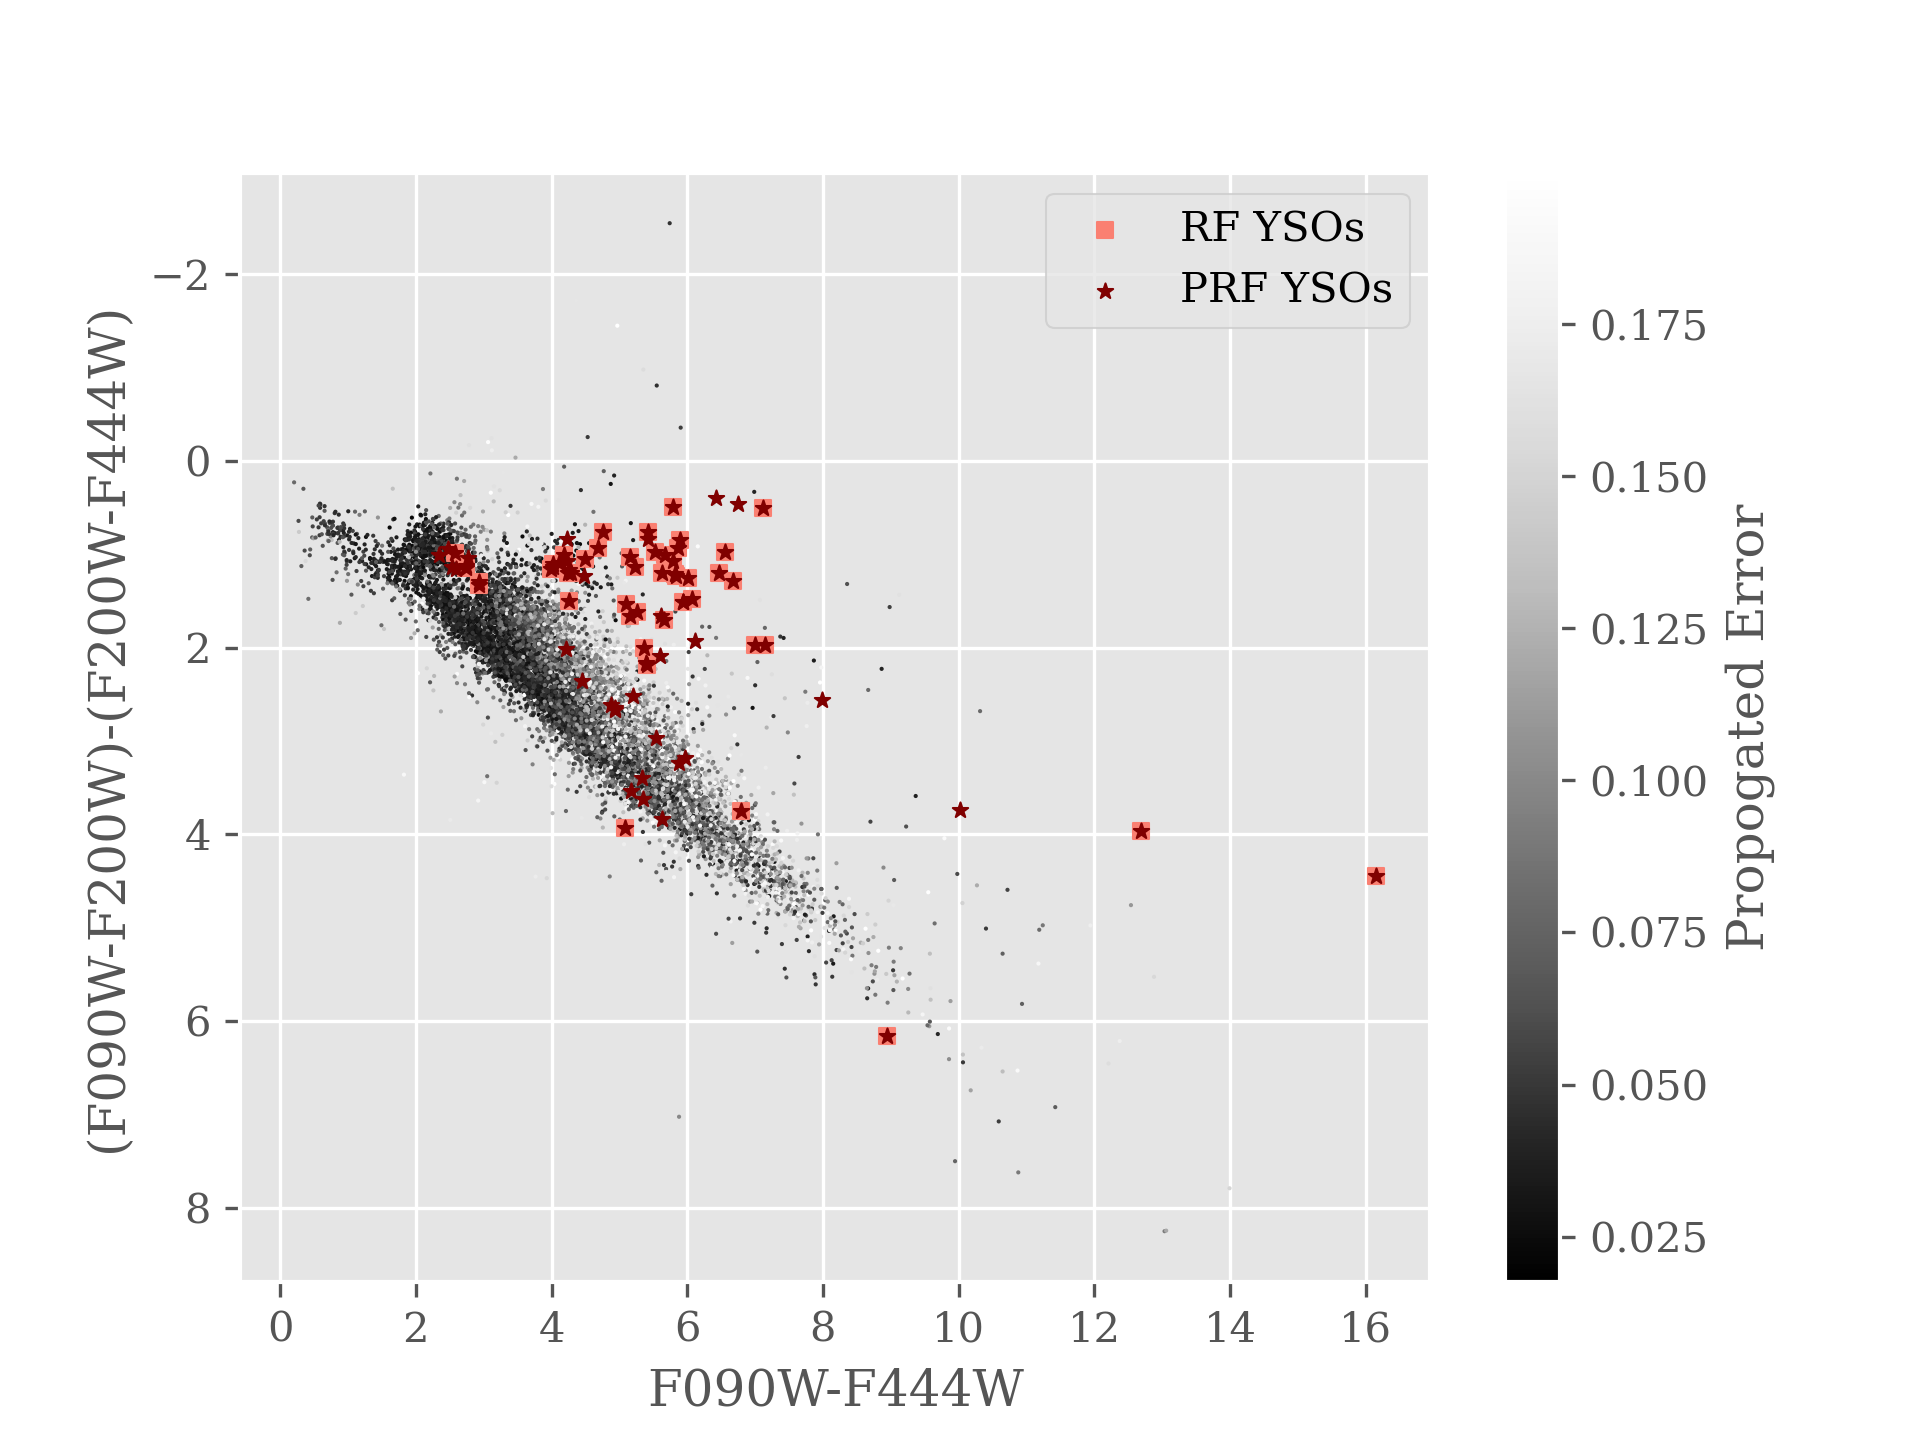 RF YSOs
PRF YSOs
−2
0
2
4
6
8
(F090W-F200W)-(F200W-F444W)
0 2 4 6 8 10 12 14 16
F090W-F444W
0.175
0.150
0.125
0.100
0.075
0.050
0.025
Propogated Error